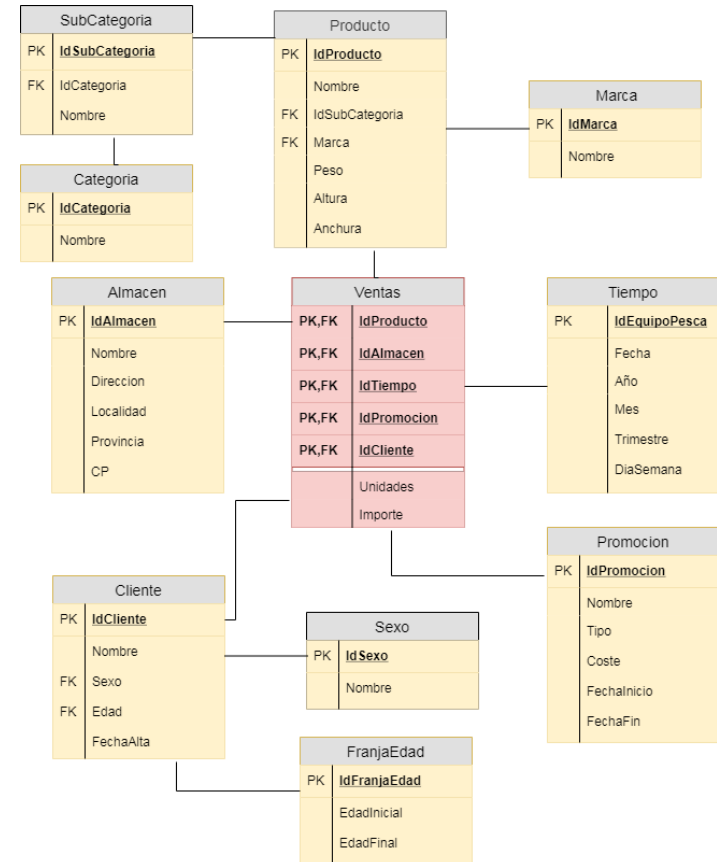 SubCategoria
PK IdSubCategoria
FK IdCategoria
Nombre
Producto
PK IdProducto
Nombre
FK IdSubCategoria
FK Marca
Peso
Altura
Anchura
Marca
PK IdMarca
Nombre
Categoria
PK IdCategoria
Nombre
Almacen
PK IdAlmacen
Nombre
Direccion
Localidad
Provincia
CP
Ventas
PK,FK IdProducto
PK,FK IdAlmacen
PK,FK IdTiempo
PK,FK IdPromocion
PK,FK IdCliente
Unidades
Importe
Tiempo
PK IdEquipoPesca
Fecha
Año
Mes
Trimestre
DiaSemana
Promocion
PK IdPromocion
Nombre
Tipo
Coste
FechaInicio
FechaFin
Cliente
PK IdCliente
Nombre
FK Sexo
FK Edad
FechaAlta
Sexo
PK IdSexo
Nombre
FranjaEdad
PK IdFranjaEdad
EdadInicial
EdadFinal